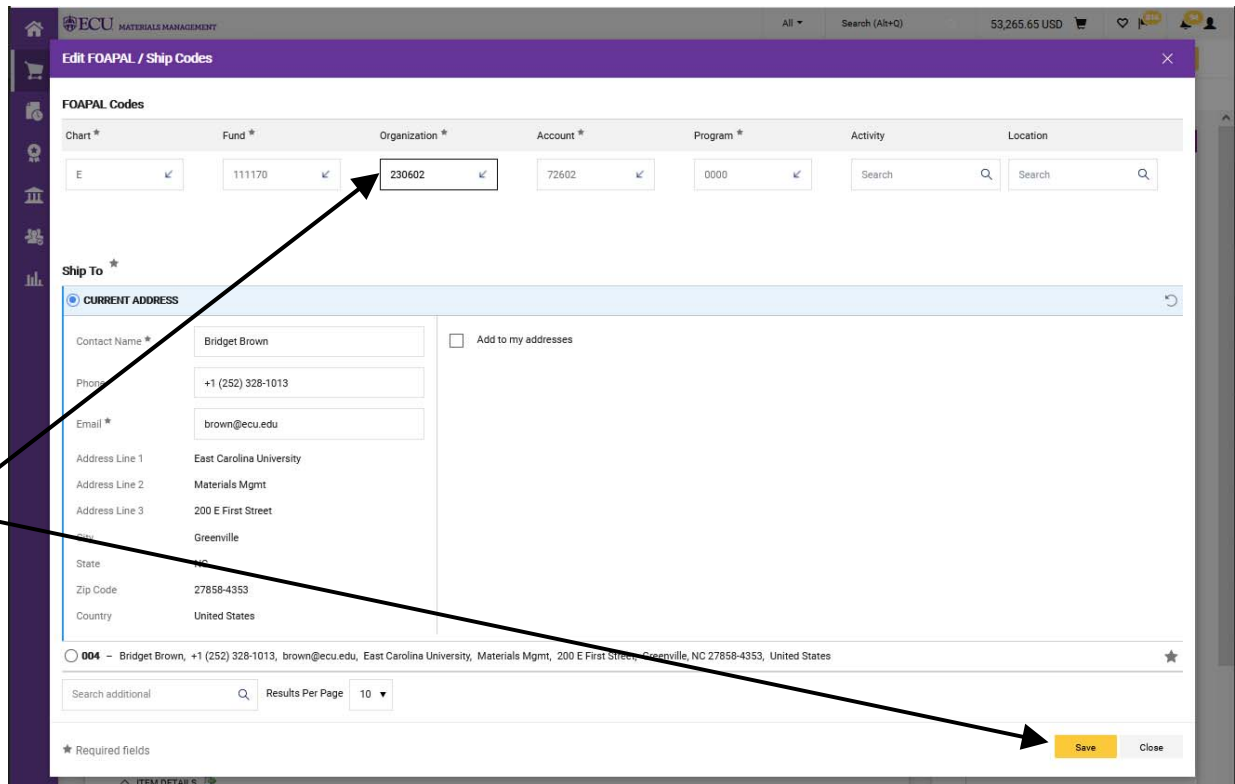 ECU MATERIALS MANAGEMENT All Search (Alt+Q) 53,265.65 USD
Edit FOAPAL / Ship Codes
FOAPAL Codes
Chart ★ Fund ★ Organization ★ Account ★ Program ★ Activity Location
E 111170 230602 72602 0000 Search Search
Ship To ★
CURRENT ADDRESS
Contact Name ★ Bridget Brown Add to my addresses
Phone +1 (252) 328-1013
Email ★ brown@ecu.edu
Address Line 1 East Carolina University
Address Line 2 Materials Mgmt
Address Line 3 200 E First Street
City Greenville
State NC
Zip Code 27858-4353
Country United States
004 – Bridget Brown, +1 (252) 328-1013, brown@ecu.edu, East Carolina University, Materials Mgmt, 200 E First Street, Greenville, NC 27858-4353, United States
Search additional Results Per Page 10
★ Required fields Save Close
ITEM DETAILS